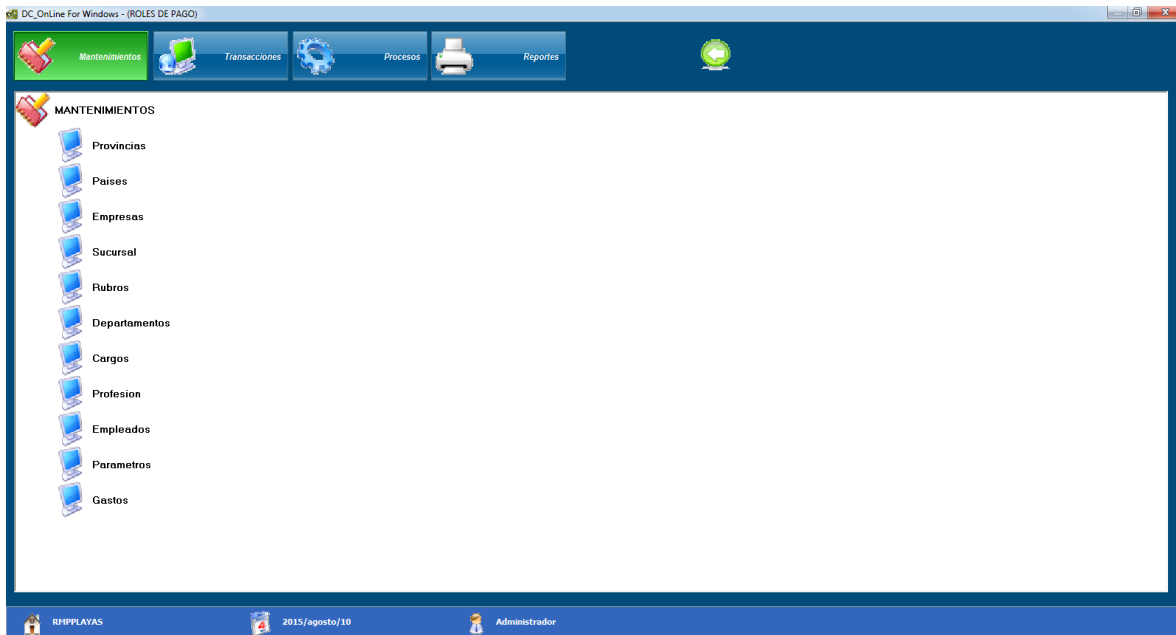 DC_OnLine For Windows - (ROLES DE PAGO)
Mantenimientos Transacciones Procesos Reportes
MANTENIMIENTOS
Provincias
Paises
Empresas
Sucursal
Rubros
Departamentos
Cargos
Profesion
Empleados
Parametros
Gastos
RMPPLAYAS 4 2015/agosto/10 Administrador